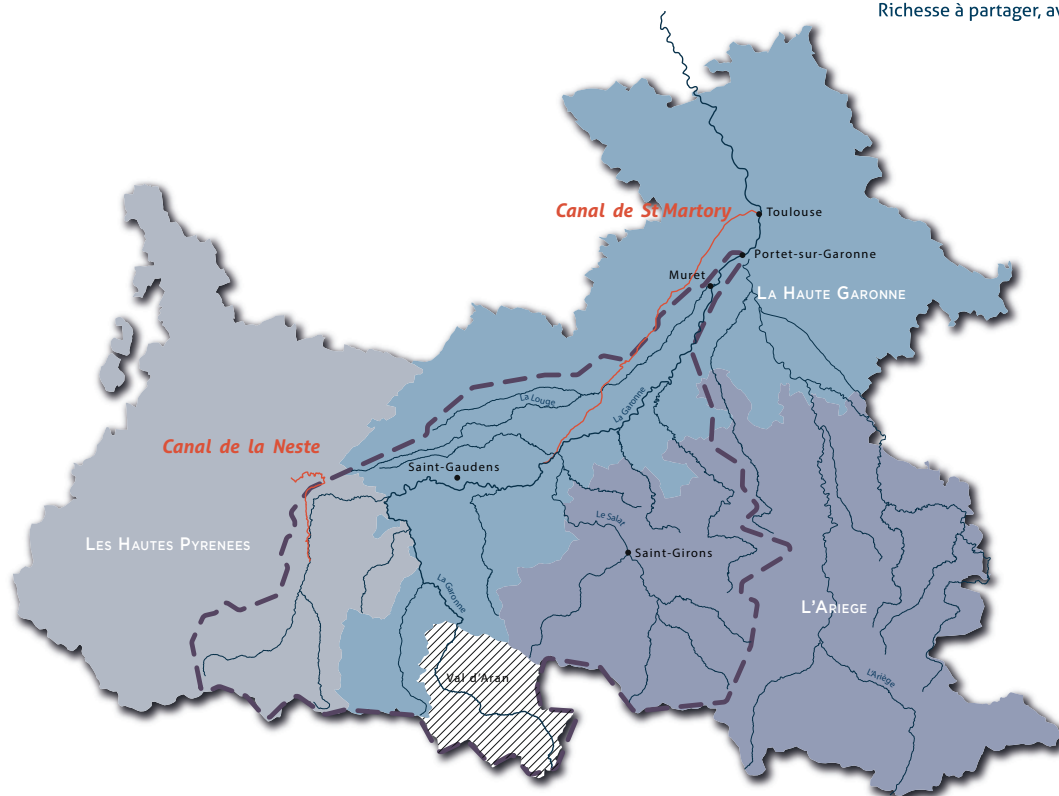 Richesse à partager, av
Canal de St Martory
Toulouse
Portet-sur-Garonne
Muret
LA HAUTE GARONNE
La Louge
La Garonne
Canal de la Neste
Saint-Gaudens
Le Salat
LES HAUTES PYRENEES
Saint-Girons
La Garonne
L'ARIEGE
Val d'Aran
L'Ariège